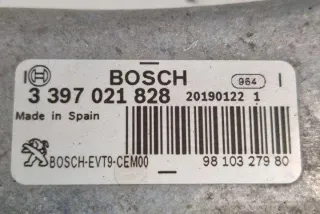 BOSCH 964
3 397 021 828 20190122 1
Made in Spain
BOSCH-EVT9-CEM00 98 103 279 80